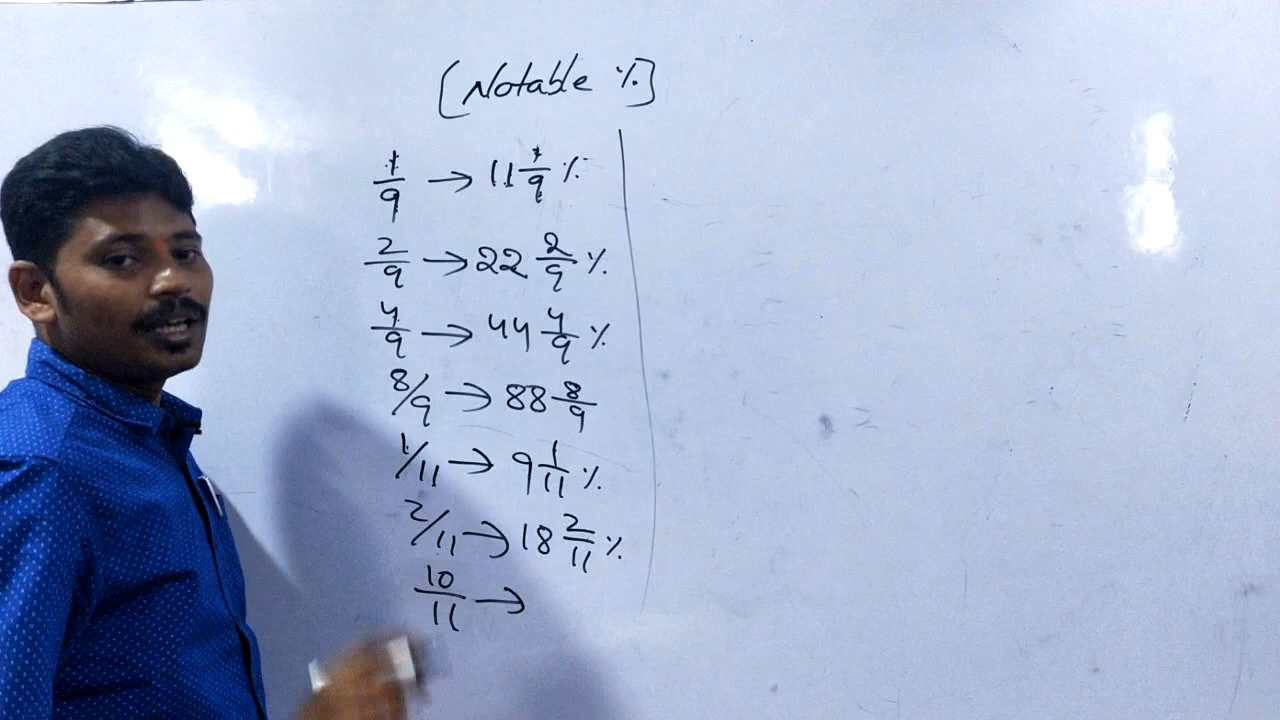 [Notable %]
1/9 → 11 1/9 %
2/9 → 22 2/9 %
4/9 → 44 4/9 %
8/9 → 88 8/9
1/11 → 9 1/11 %
2/11 → 18 2/11 %
10/11 →